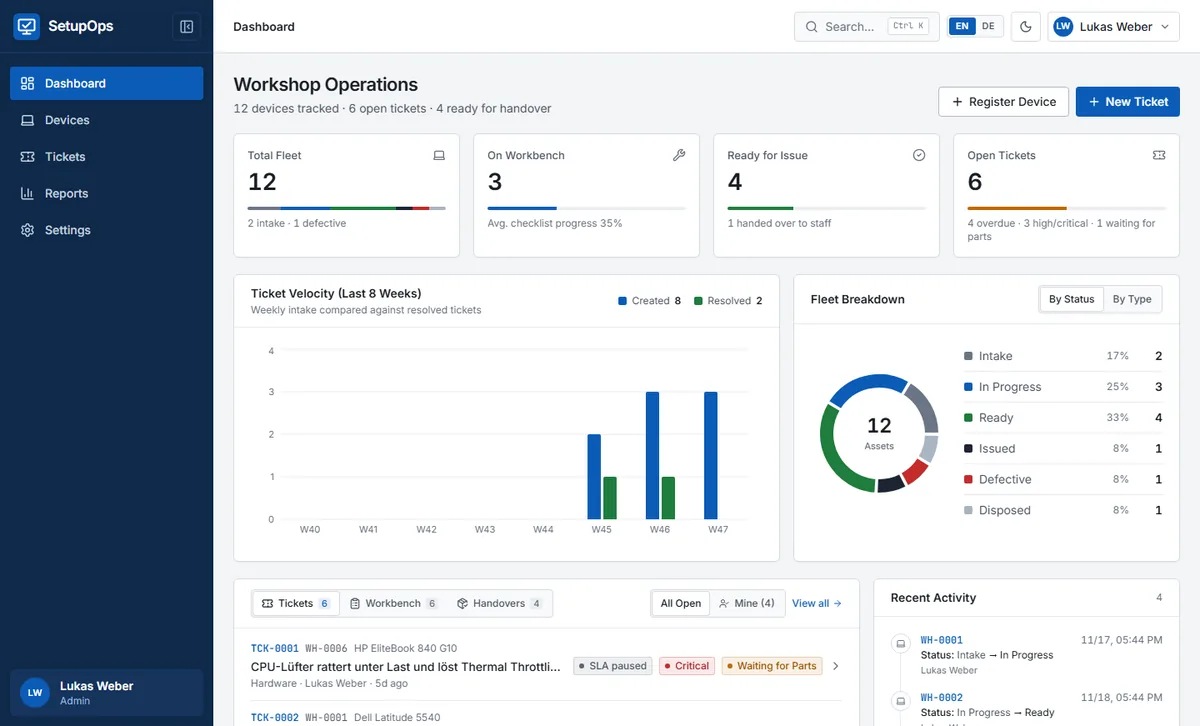 SetupOps
Dashboard
Devices
Tickets
Reports
Settings
LW
Lukas Weber
Admin
Dashboard
Search... Ctrl K
EN DE
LW Lukas Weber
Workshop Operations
12 devices tracked · 6 open tickets · 4 ready for handover
+ Register Device
+ New Ticket
Total Fleet
12
2 intake · 1 defective
On Workbench
3
Avg. checklist progress 35%
Ready for Issue
4
1 handed over to staff
Open Tickets
6
4 overdue · 3 high/critical · 1 waiting for
parts
Ticket Velocity (Last 8 Weeks)
Weekly intake compared against resolved tickets
Created 8 Resolved 2
4
3
2
1
0
W40 W41 W42 W43 W44 W45 W46 W47
Fleet Breakdown
By Status By Type
12
Assets
Intake 17% 2
In Progress 25% 3
Ready 33% 4
Issued 8% 1
Defective 8% 1
Disposed 8% 1
Tickets 6 Workbench 6 Handovers 4
All Open Mine (4) View all →
TCK-0001 WH-0006 HP EliteBook 840 G10
CPU-Lüfter rattert unter Last und löst Thermal Throttli...
Hardware · Lukas Weber · 5d ago
SLA paused Critical Waiting for Parts
TCK-0002 WH-0001 Dell Latitude 5540
Recent Activity 4
WH-0001 11/17, 05:44 PM
Status: Intake → In Progress
Lukas Weber
WH-0002 11/18, 05:44 PM
Status: In Progress → Ready